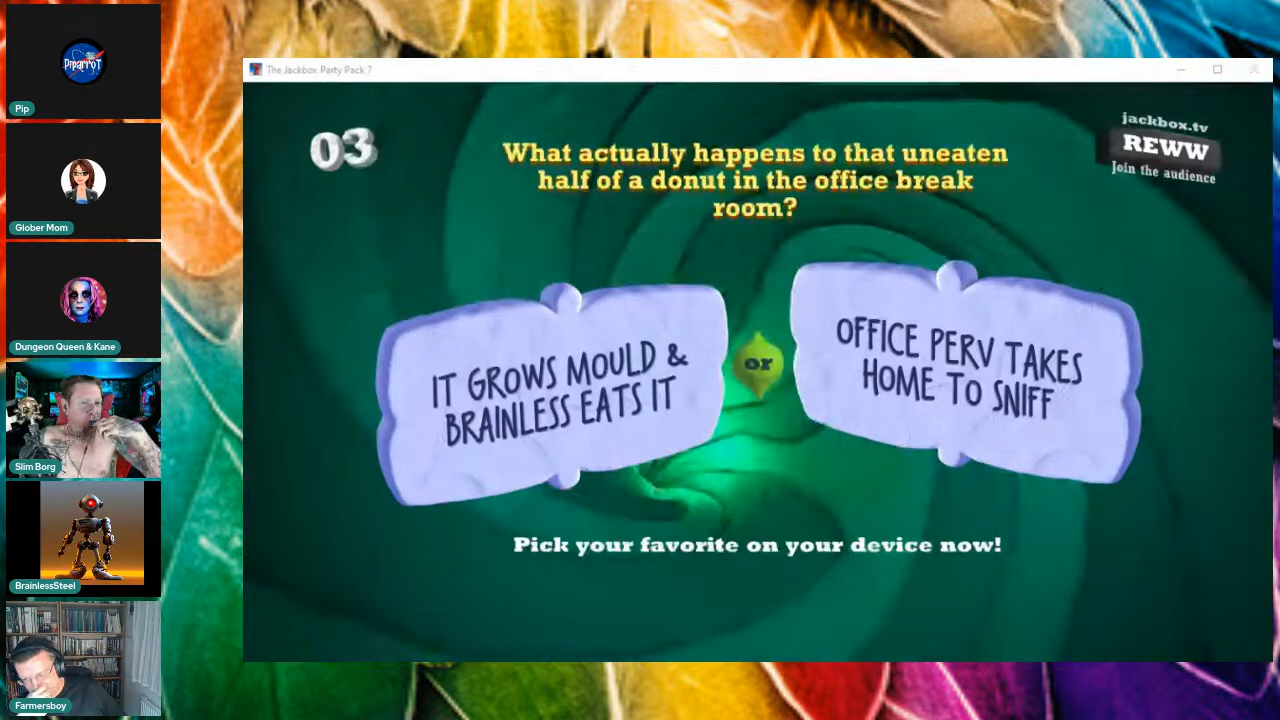 PiparroT
Pip
Glober Mom
Dungeon Queen & Kane
Slim Borg
BrainlessSteel
Farmersboy
The Jackbox Party Pack 7
03
What actually happens to that uneaten
half of a donut in the office break
room?
jackbox.tv
REWW
Join the audience
IT GROWS MOULD &
BRAINLESS EATS IT
or
OFFICE PERV TAKES
HOME TO SNIFF
Pick your favorite on your device now!